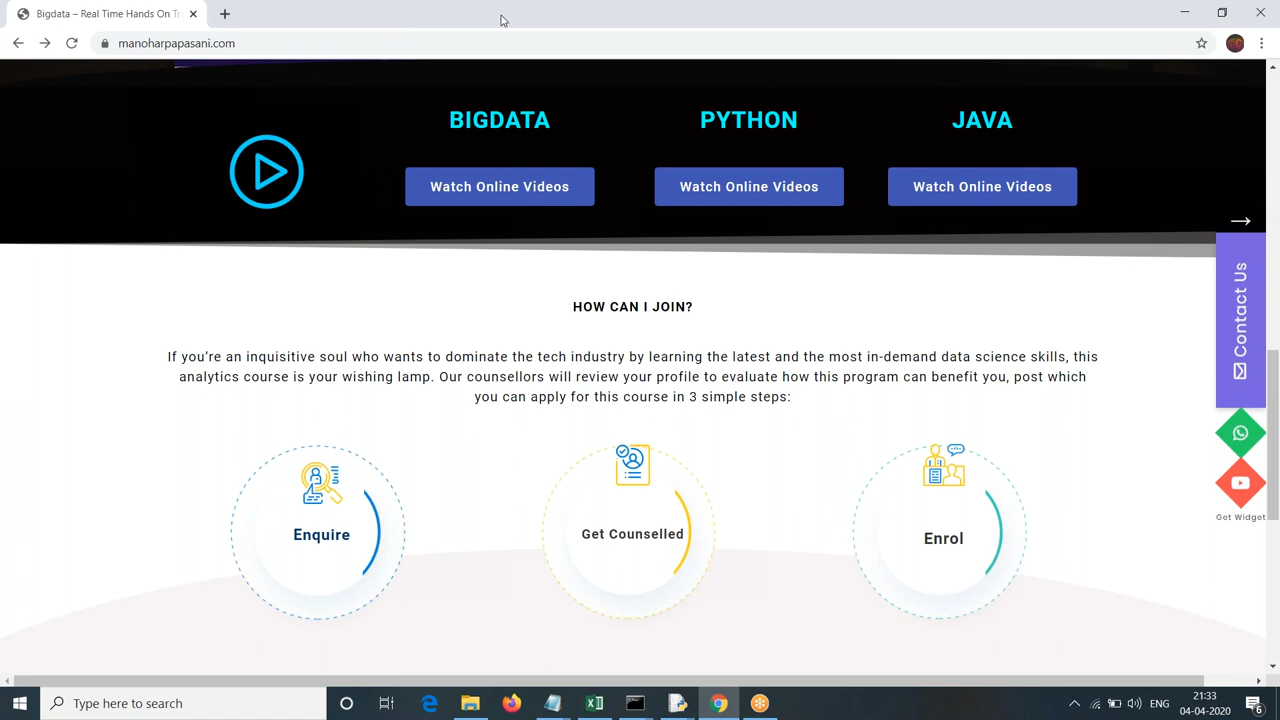 Bigdata – Real Time Hands On Tr
manoharpapasani.com
BIGDATA PYTHON JAVA
Watch Online Videos Watch Online Videos Watch Online Videos
→
Contact Us
HOW CAN I JOIN?
If you're an inquisitive soul who wants to dominate the tech industry by learning the latest and the most in-demand data science skills, this
analytics course is your wishing lamp. Our counsellors will review your profile to evaluate how this program can benefit you, post which
you can apply for this course in 3 simple steps:
Enquire Get Counselled Enrol
Get Widget
Type here to search
ENG
21:33
04-04-2020
6